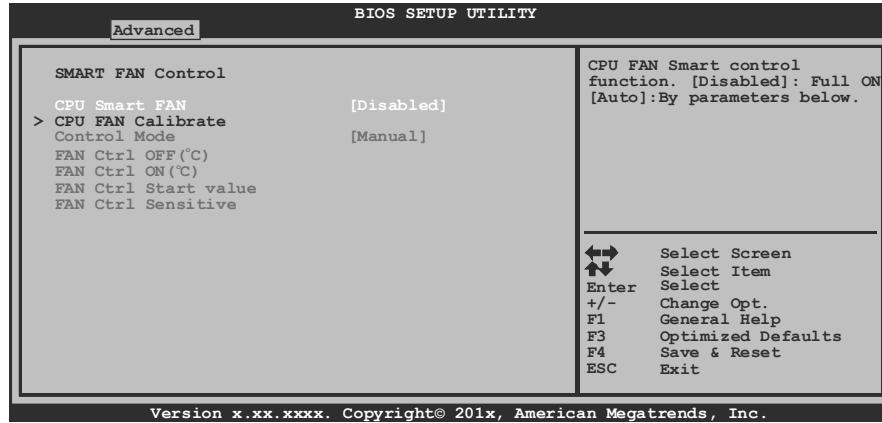 BIOS SETUP UTILITY
Advanced
SMART FAN Control
CPU Smart FAN [Disabled]
> CPU FAN Calibrate
Control Mode [Manual]
FAN Ctrl OFF(°C)
FAN Ctrl ON(°C)
FAN Ctrl Start value
FAN Ctrl Sensitive
CPU FAN Smart control
function. [Disabled]: Full ON
[Auto]:By parameters below.
Select Screen
Select Item
Enter Select
+/- Change Opt.
F1 General Help
F3 Optimized Defaults
F4 Save & Reset
ESC Exit
Version x.xx.xxxx. Copyright© 201x, American Megatrends, Inc.